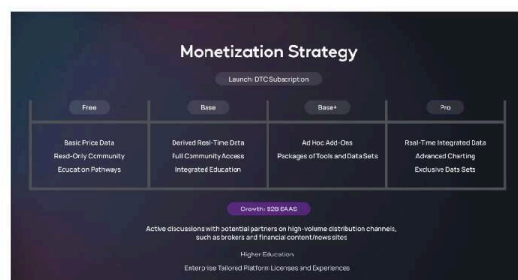 Monetization Strategy
Launch: DTC Subscription
Free
Base
Base+
Pro
Basic Price Data
Read-Only Community
Education Pathways
Derived Real-Time Data
Full Community Access
Integrated Education
Ad Hoc Add-Ons
Packages of Tools and Data Sets
Real-Time Integrated Data
Advanced Charting
Exclusive Data Sets
Growth: B2B SAAS
Active discussions with potential partners on high-volume distribution channels,
such as brokers and financial content/news sites
Higher Education
Enterprise Tailored Platform Licenses and Experiences